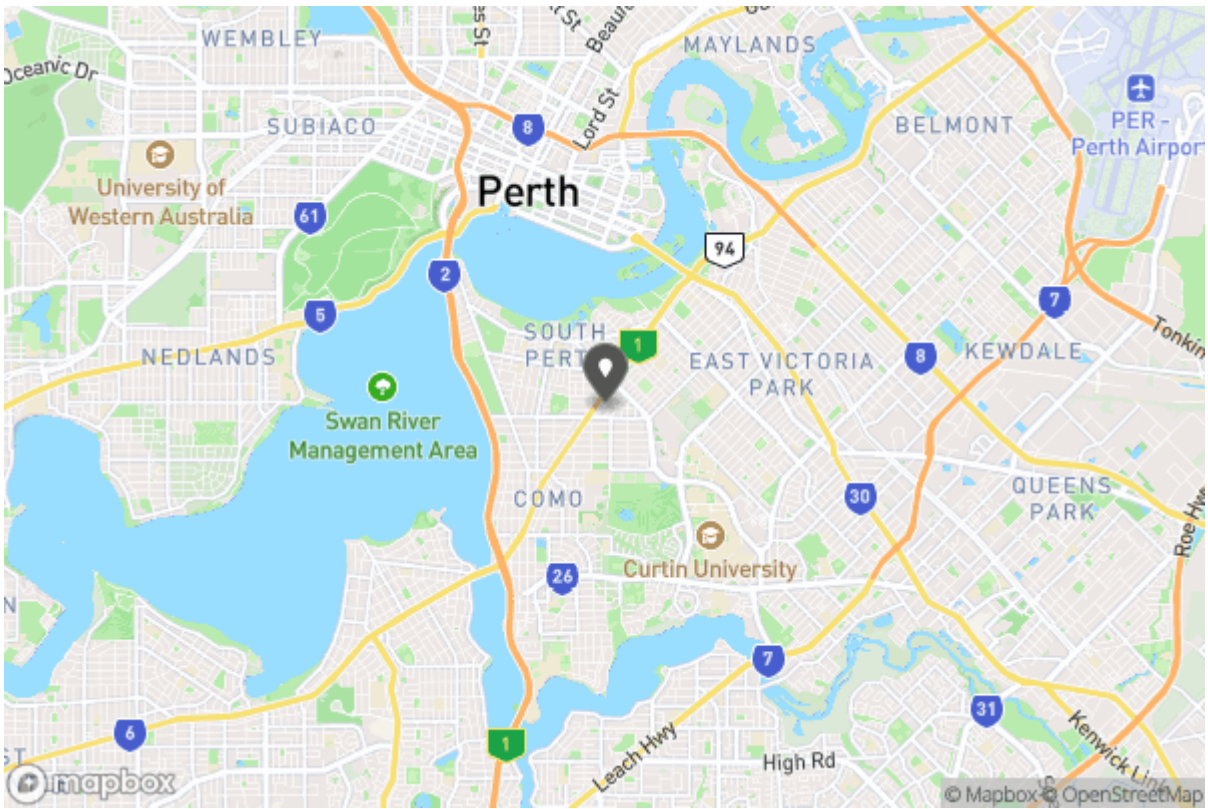 WEMBLEY
Beau
MAYLANDS
Oceanic Dr
SUBIACO
8
Lord St
BELMONT
PER -
Perth Airport
University of
Western Australia
61
Perth
94
2
7
5
SOUTH
PERT
1
EAST VICTORIA
PARK
8
KEWDALE
Tonkin
NEDLANDS
Swan River
Management Area
COMO
30
QUEENS
PARK
Roe Hwy
Curtin University
26
7
6
1
Leach Hwy
High Rd
31
Kenwick Link
mapbox
© Mapbox © OpenStreetMap